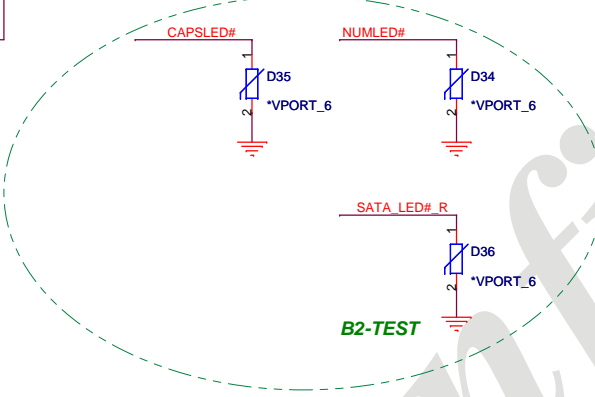 CAPSLED#
NUMLED#
1
D35
*VPORT_6
2
1
D34
*VPORT_6
2
SATA_LED#_R
1
D36
*VPORT_6
2
B2-TEST